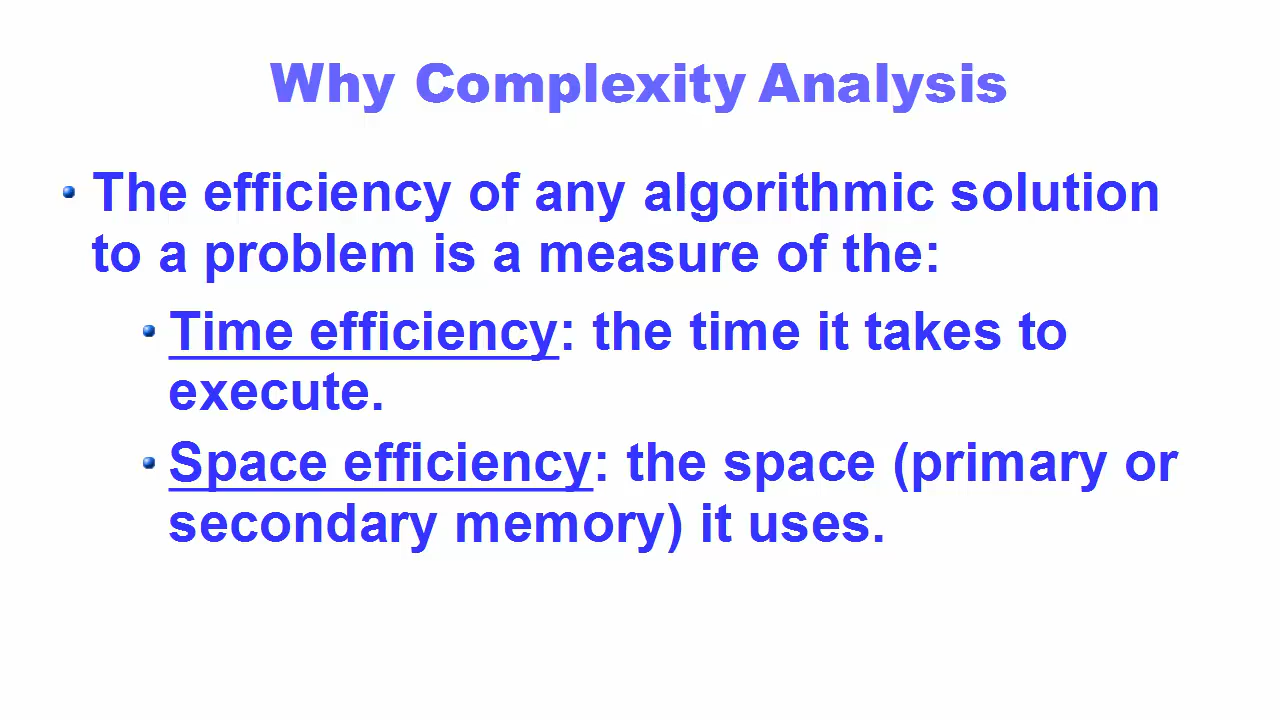 Why Complexity Analysis
• The efficiency of any algorithmic solution
to a problem is a measure of the:
• Time efficiency: the time it takes to
execute.
• Space efficiency: the space (primary or
secondary memory) it uses.